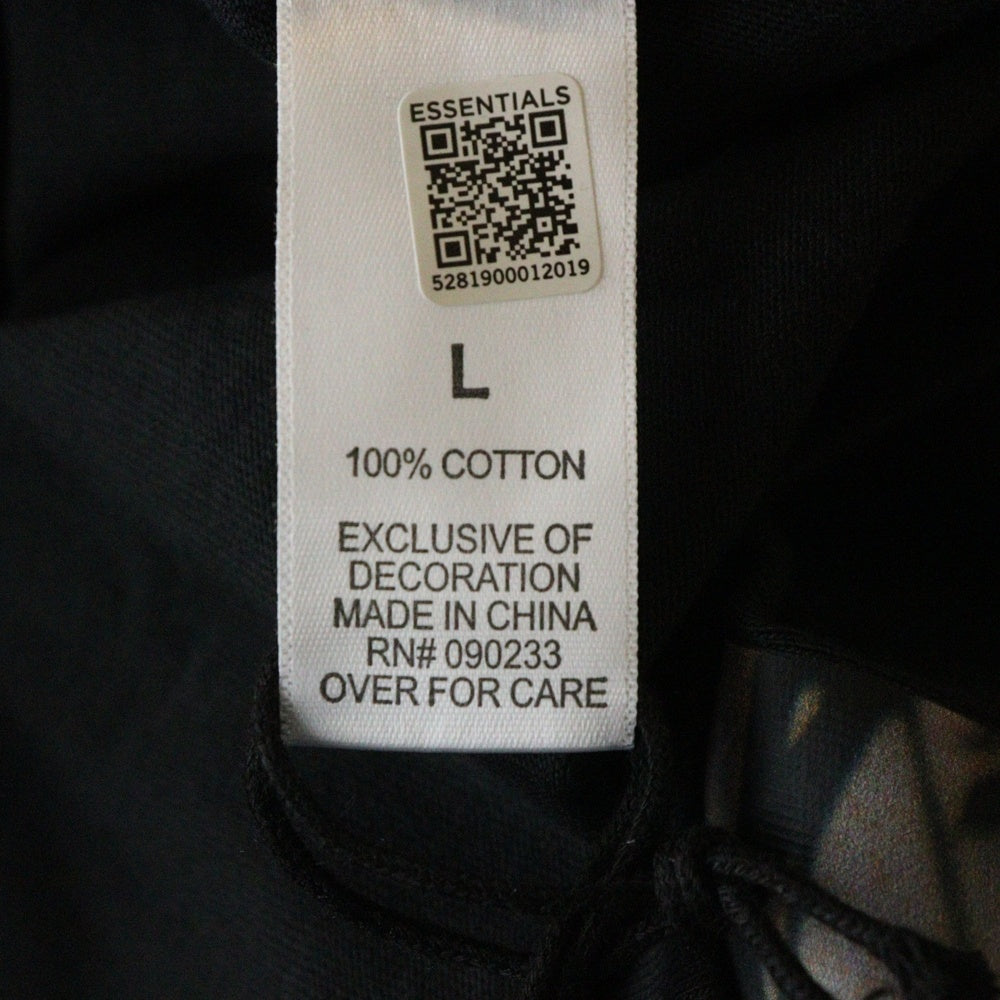 ESSENTIALS
5281900012019
L
100% COTTON
EXCLUSIVE OF
DECORATION
MADE IN CHINA
RN# 090233
OVER FOR CARE